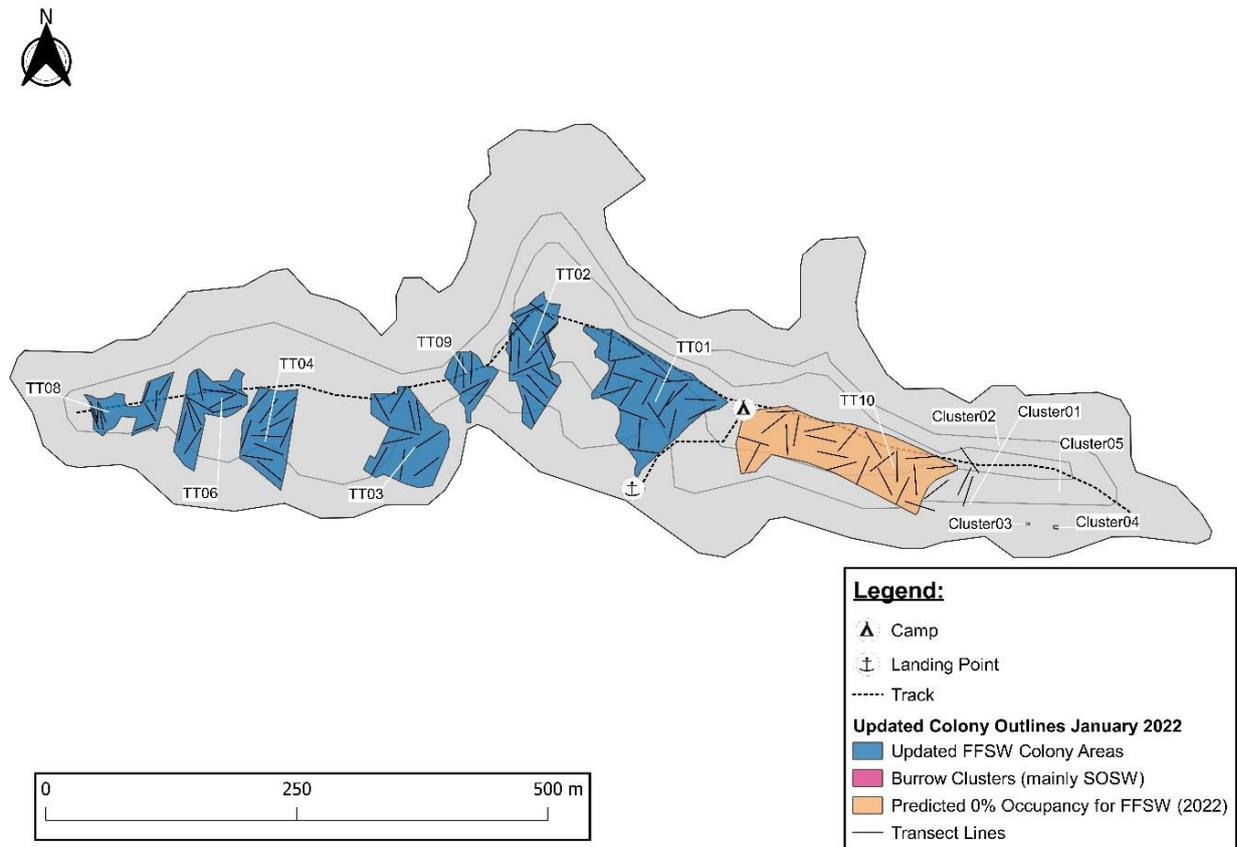 N
TT02
TT09
TT01
TT04
TT08
TT10
Cluster02
Cluster01
Cluster05
TT06
TT03
Cluster03
Cluster04
Legend:
Camp
Landing Point
Track
Updated Colony Outlines January 2022
Updated FFSW Colony Areas
Burrow Clusters (mainly SOSW)
Predicted 0% Occupancy for FFSW (2022)
Transect Lines
0 250 500 m